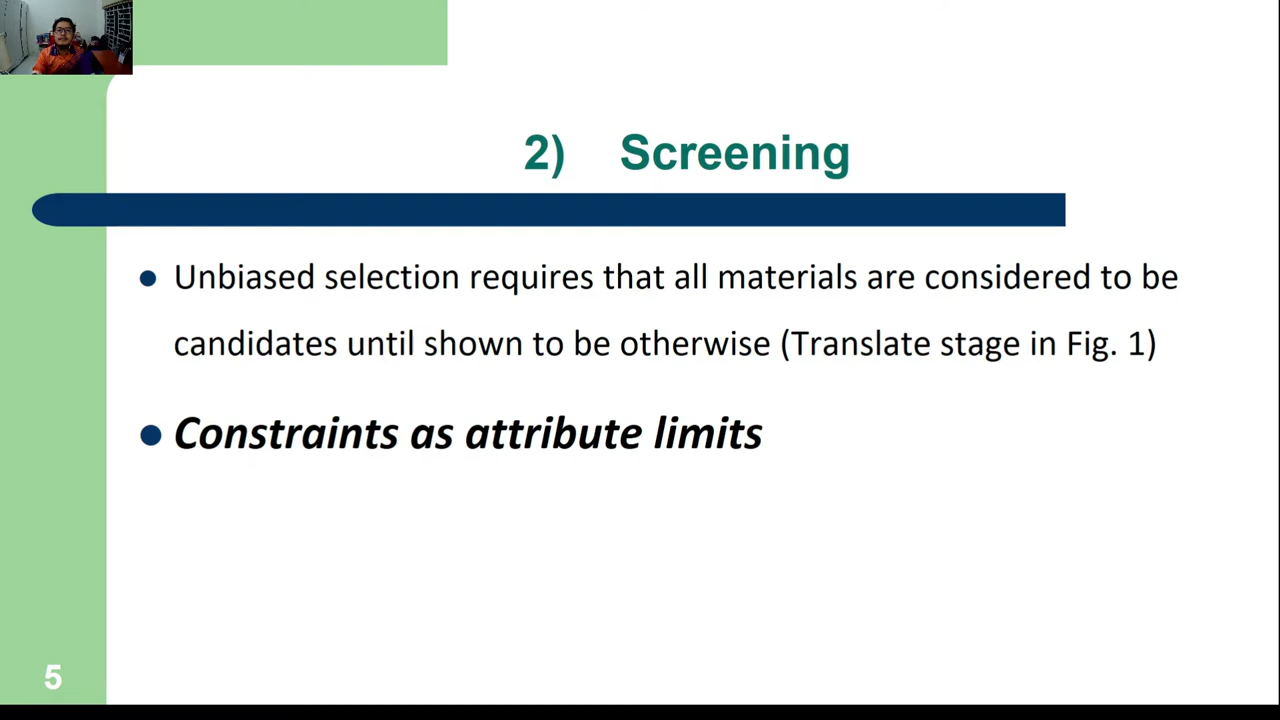 2) Screening
Unbiased selection requires that all materials are considered to be
candidates until shown to be otherwise (Translate stage in Fig. 1)
Constraints as attribute limits
5